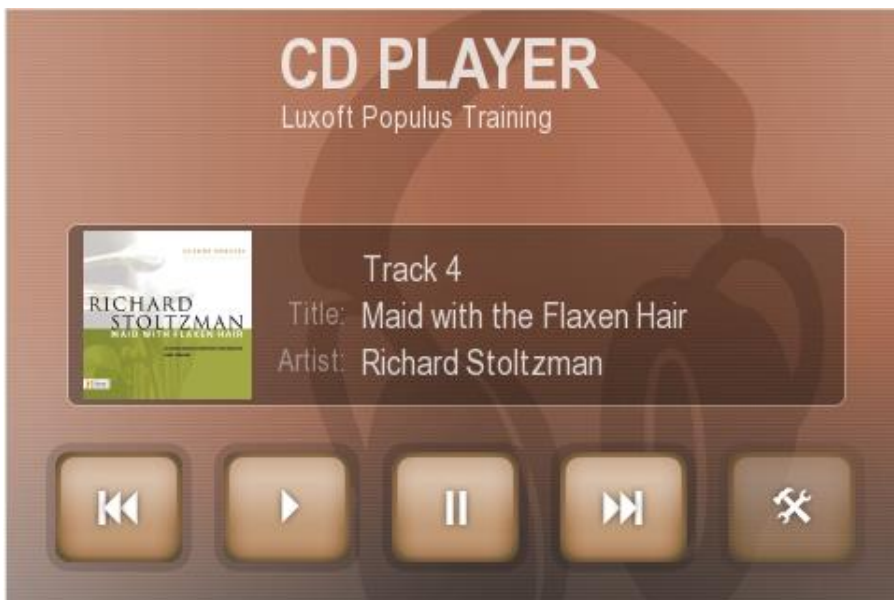 CD PLAYER
Luxoft Populus Training
RICHARD
STOLTZMAN
MAID WITH FLAXEN HAIR
Track 4
Title: Maid with the Flaxen Hair
Artist: Richard Stoltzman